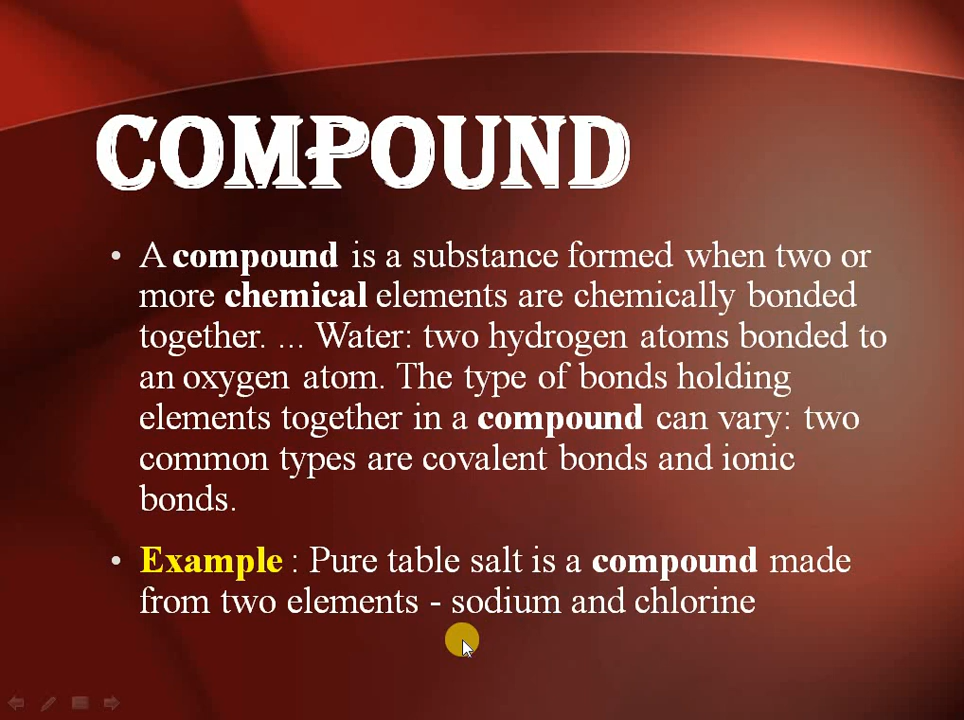 COMPOUND
• A compound is a substance formed when two or
more chemical elements are chemically bonded
together. ... Water: two hydrogen atoms bonded to
an oxygen atom. The type of bonds holding
elements together in a compound can vary: two
common types are covalent bonds and ionic
bonds.
• Example : Pure table salt is a compound made
from two elements - sodium and chlorine